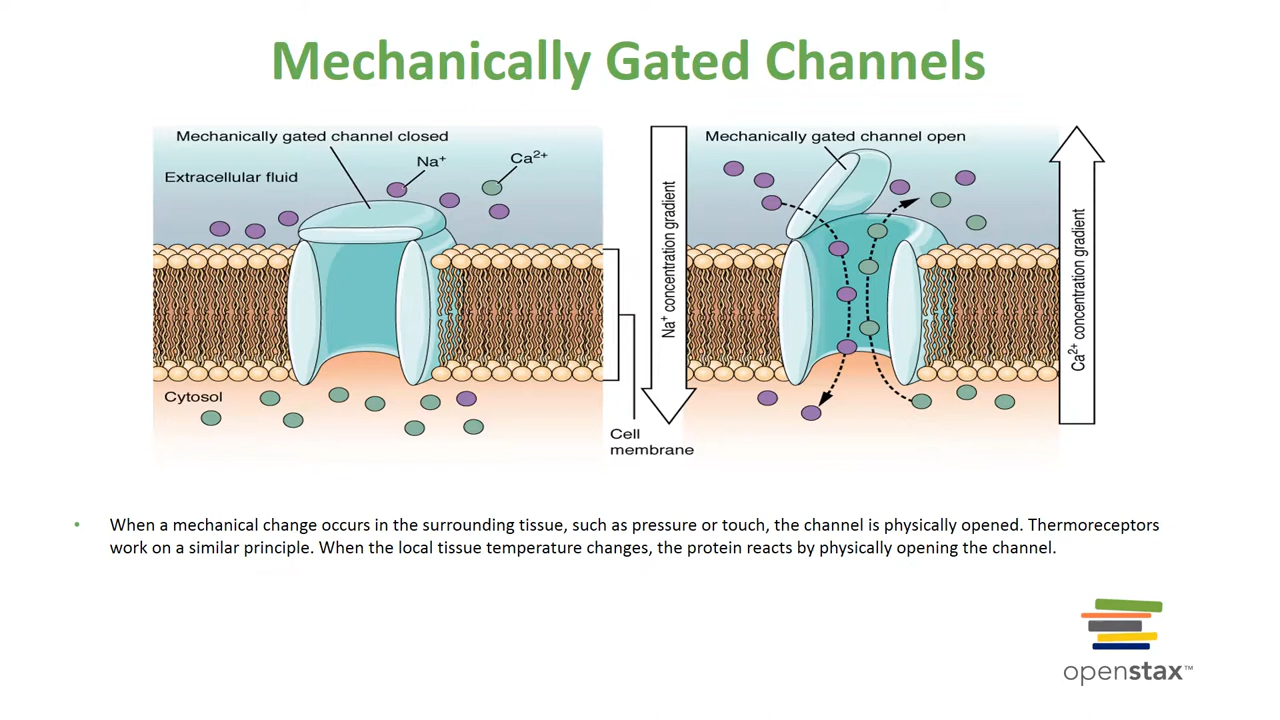 Mechanically Gated Channels
Mechanically gated channel closed
Na⁺
Ca²⁺
Extracellular fluid
Cytosol
Cell
membrane
Na⁺ concentration gradient
Mechanically gated channel open
Ca²⁺ concentration gradient
• When a mechanical change occurs in the surrounding tissue, such as pressure or touch, the channel is physically opened. Thermoreceptors
work on a similar principle. When the local tissue temperature changes, the protein reacts by physically opening the channel.
openstax™